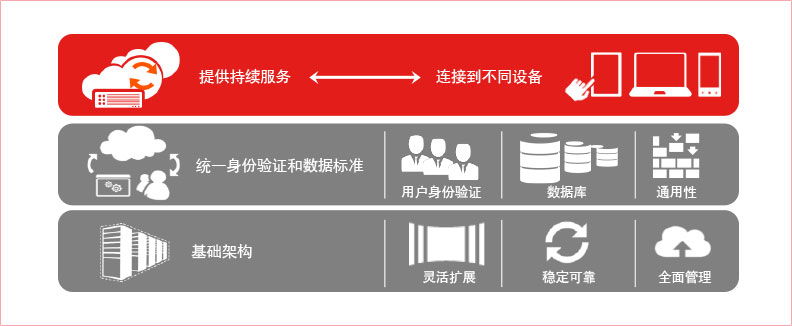 提供持续服务
连接到不同设备
统一身份验证和数据标准
用户身份验证
数据库
通用性
基础架构
灵活扩展
稳定可靠
全面管理